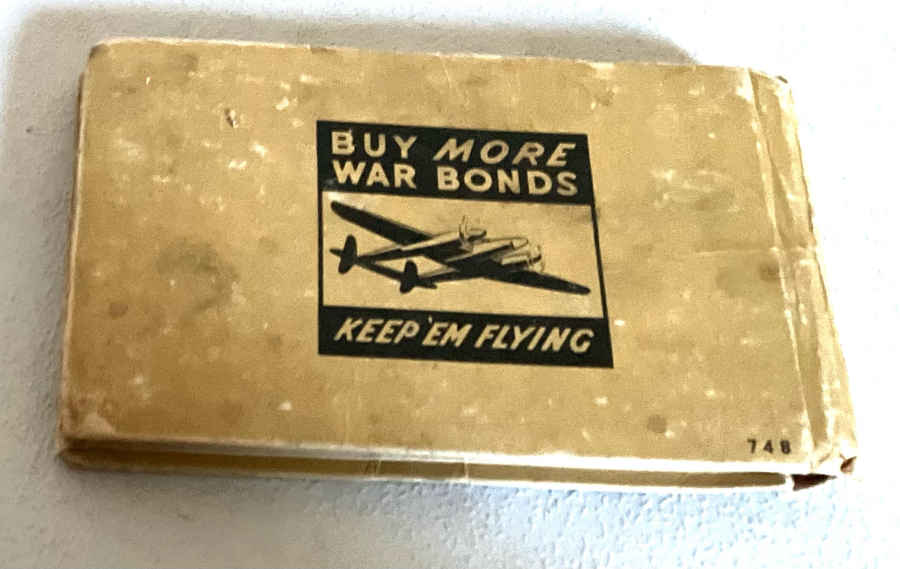 BUY MORE
WAR BONDS
KEEP 'EM FLYING
748